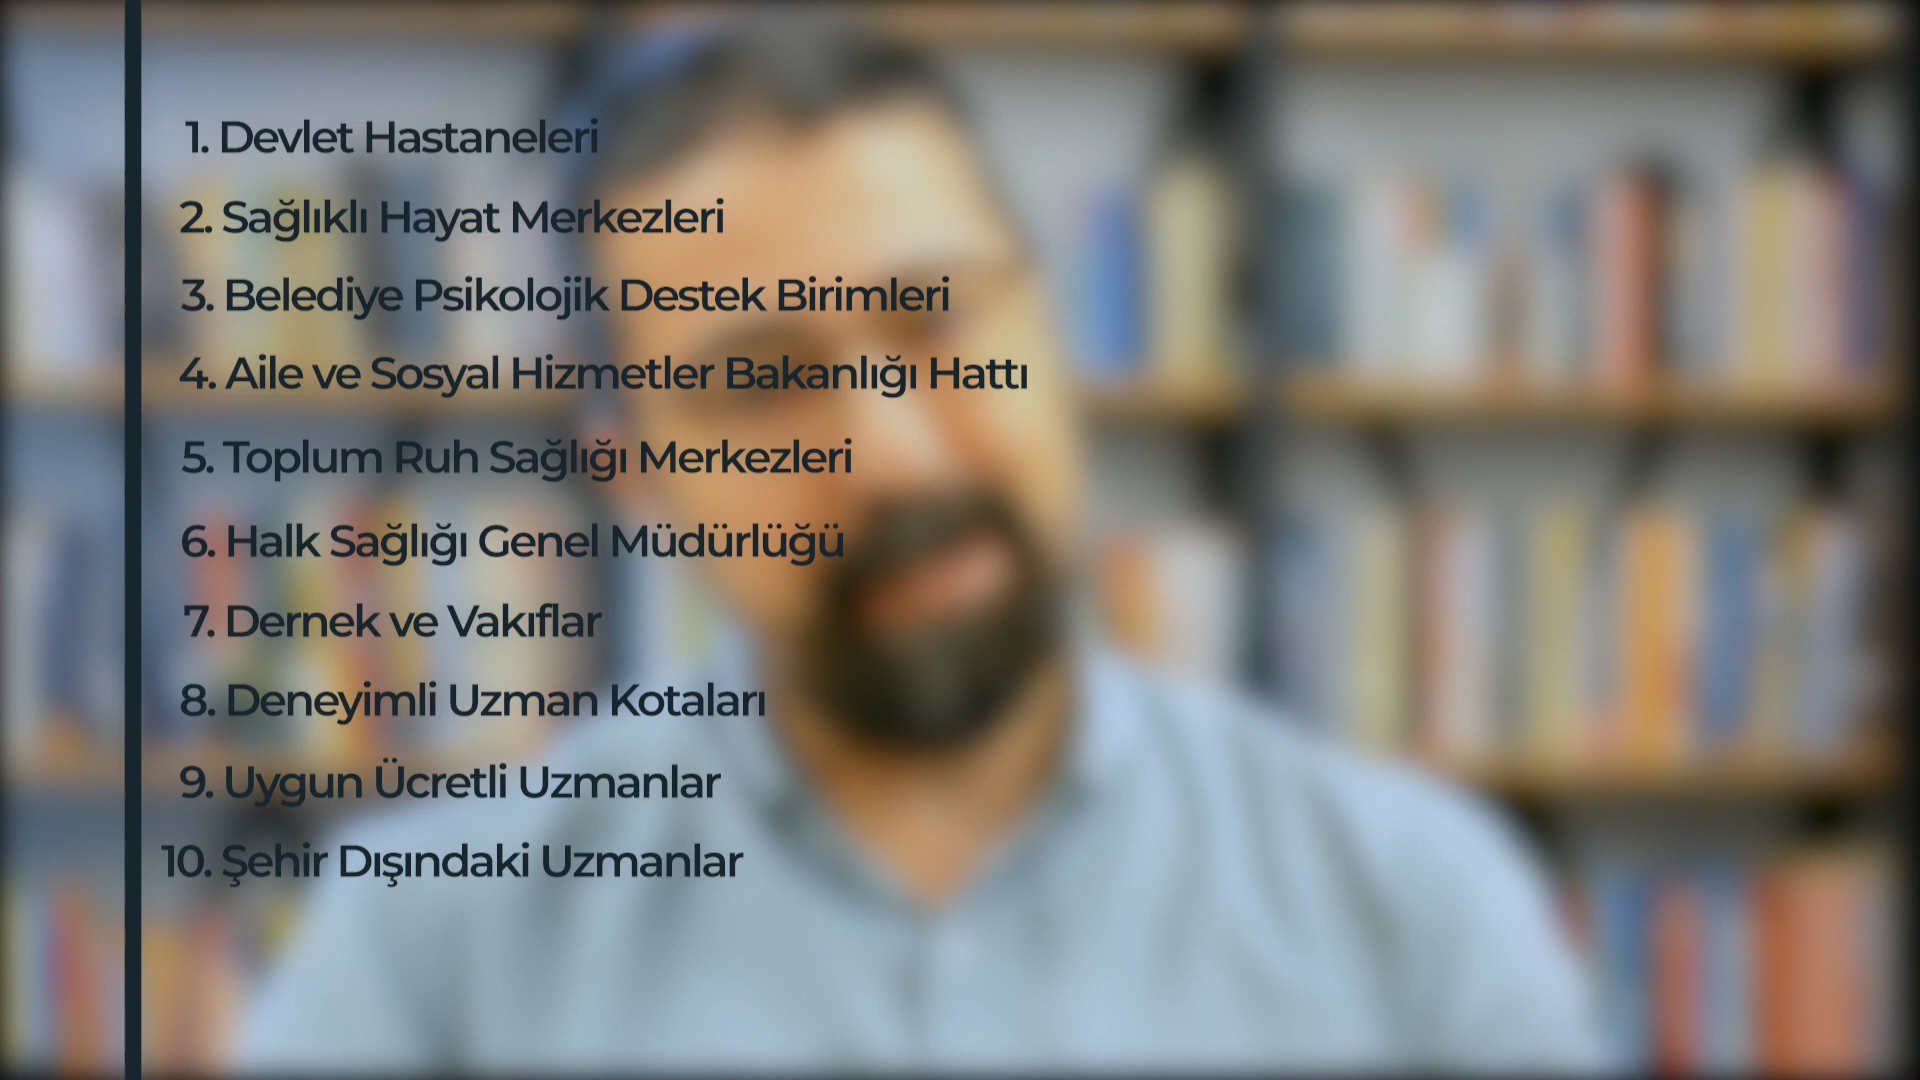 1. Devlet Hastaneleri
2. Sağlıklı Hayat Merkezleri
3. Belediye Psikolojik Destek Birimleri
4. Aile ve Sosyal Hizmetler Bakanlığı Hattı
5. Toplum Ruh Sağlığı Merkezleri
6. Halk Sağlığı Genel Müdürlüğü
7. Dernek ve Vakıflar
8. Deneyimli Uzman Kotaları
9. Uygun Ücretli Uzmanlar
10. Şehir Dışındaki Uzmanlar